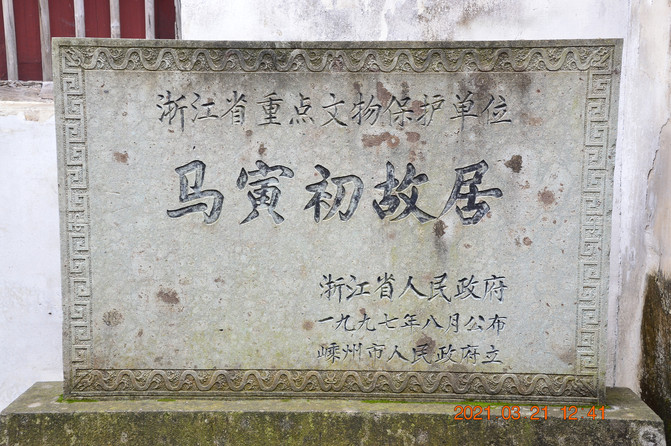 浙江省重点文物保护单位
马寅初故居
浙江省人民政府
一九九七年八月公布
嵊州市人民政府立
2021 03 21 12:41